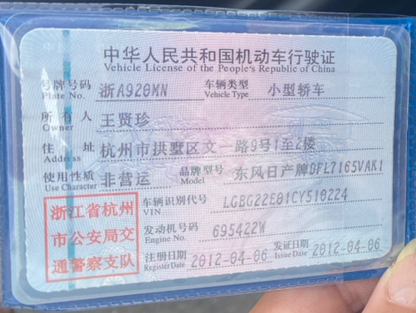 中华人民共和国机动车行驶证
Vehicle License of the People's Republic of China
号牌号码 浙A920MN 车辆类型 小型轿车
Plate No. Vehicle Type
所有人 王贤珍
Owner
住址 杭州市拱墅区文一路9号1至2楼
Address
使用性质 非营运 品牌型号 东风日产牌DFL7165VAK1
Use Character Model
浙江省杭州
市公安局交
通警察支队
车辆识别代号 LGBG22E01CY510224
VIN
发动机号码 695422W
Engine No.
注册日期 2012-04-06 发证日期 2012-04-06
Register Date Issue Date